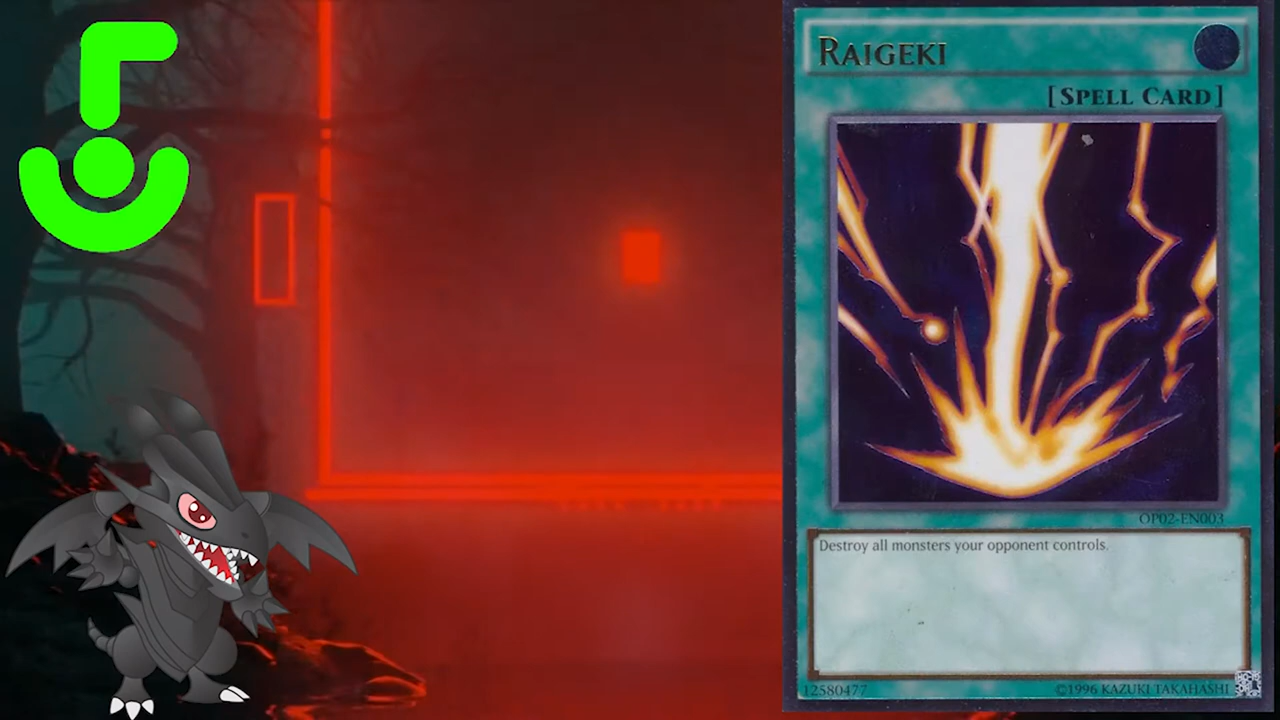 RAIGEKI
[SPELL CARD]
OP02-EN003
Destroy all monsters your opponent controls.
12580477
©1996 KAZUKI TAKAHASHI